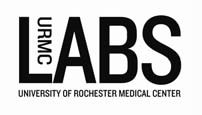 URMC
LABS
UNIVERSITY OF ROCHESTER MEDICAL CENTER